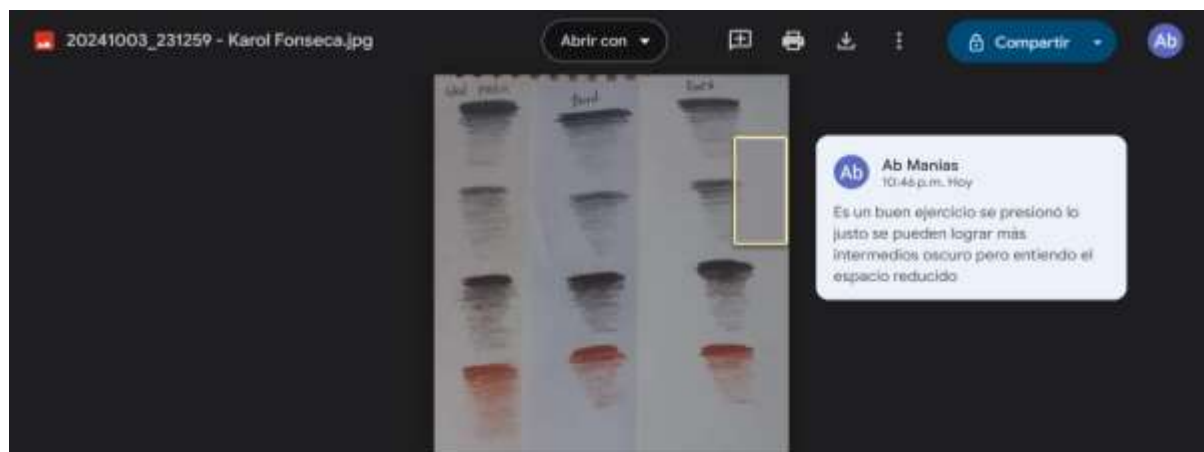 20241003_231259 - Karol Fonseca.jpg
Abrir con
Compartir
Ab
Ab
Ab Manias
10:46 p.m. Hoy
Es un buen ejercicio se presionó lo
justo se pueden lograr más
intermedios oscuro pero entiendo el
espacio reducido